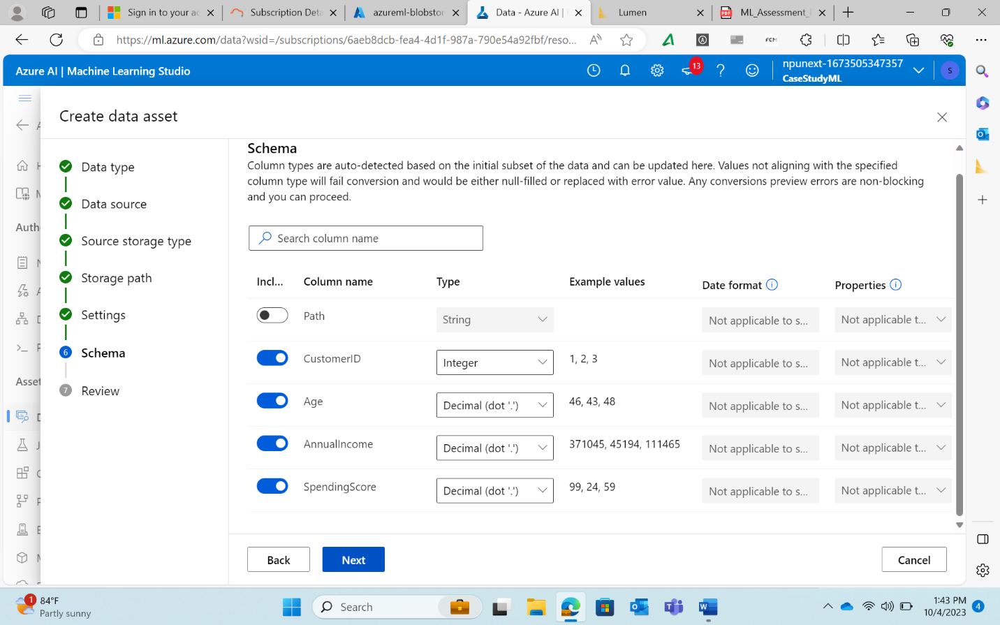 Sign in to your ac
Subscription Deta
azureml-blobstor
Data - Azure AI |
Lumen
ML_Assessment_
https://ml.azure.com/data?wsid=/subscriptions/6aeb8dcb-fea4-4d1f-987a-790e54a92fbf/reso...
Azure AI | Machine Learning Studio
13
npunext-1673505347357
CaseStudyML
S
Create data asset
Data type
Data source
Source storage type
Storage path
Settings
6 Schema
7 Review
Auth
Asset
Schema
Column types are auto-detected based on the initial subset of the data and can be updated here. Values not aligning with the specified
column type will fail conversion and would be either null-filled or replaced with error value. Any conversions preview errors are non-blocking
and you can proceed.
Search column name
Incl... Column name Type Example values Date format Properties
Path String Not applicable to s... Not applicable t...
CustomerID Integer 1, 2, 3 Not applicable to s... Not applicable t...
Age Decimal (dot '.') 46, 43, 48 Not applicable to s... Not applicable t...
AnnualIncome Decimal (dot '.') 371045, 45194, 111465 Not applicable to s... Not applicable t...
SpendingScore Decimal (dot '.') 99, 24, 59 Not applicable to s... Not applicable t...
Back Next Cancel
1
84°F
Partly sunny
Search
1:43 PM
10/4/2023
4